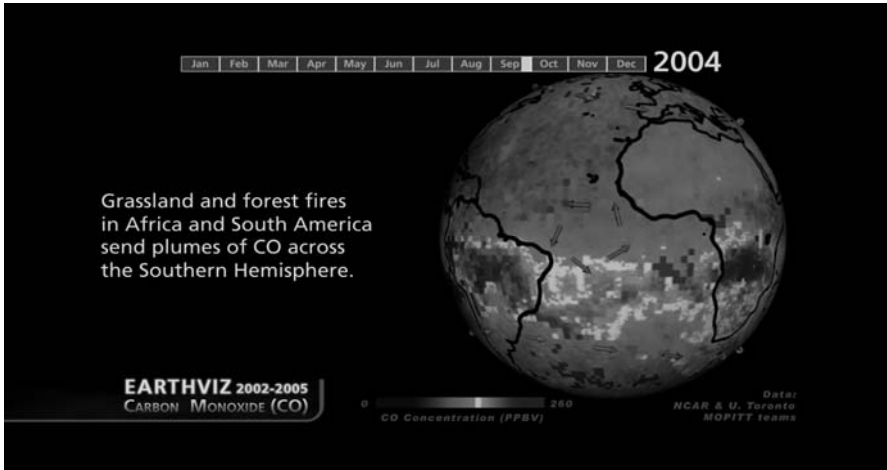 Jan Feb Mar Apr May Jun Jul Aug Sep Oct Nov Dec 2004
Grassland and forest fires
in Africa and South America
send plumes of CO across
the Southern Hemisphere.
EARTHVIZ 2002-2005
CARBON MONOXIDE (CO)
0 260
CO Concentration (PPBV)
Data:
NCAR & U. Toronto
MOPITT teams